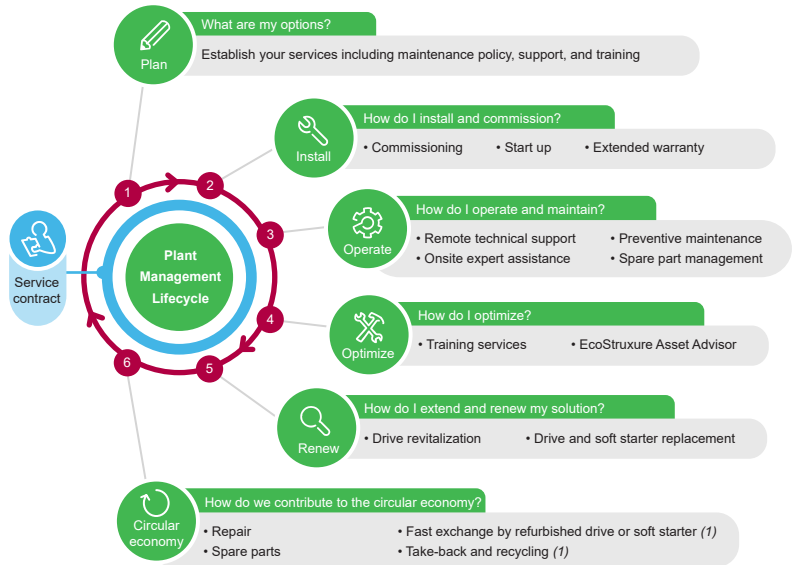 What are my options?
Plan
Establish your services including maintenance policy, support, and training
How do I install and commission?
Install
• Commissioning • Start up • Extended warranty
1
2
How do I operate and maintain?
Operate
• Remote technical support • Preventive maintenance
• Onsite expert assistance • Spare part management
3
Service
contract
Plant
Management
Lifecycle
How do I optimize?
Optimize
• Training services • EcoStruxure Asset Advisor
4
6
5
How do I extend and renew my solution?
Renew
• Drive revitalization • Drive and soft starter replacement
How do we contribute to the circular economy?
Circular
economy
• Repair • Fast exchange by refurbished drive or soft starter (1)
• Spare parts • Take-back and recycling (1)